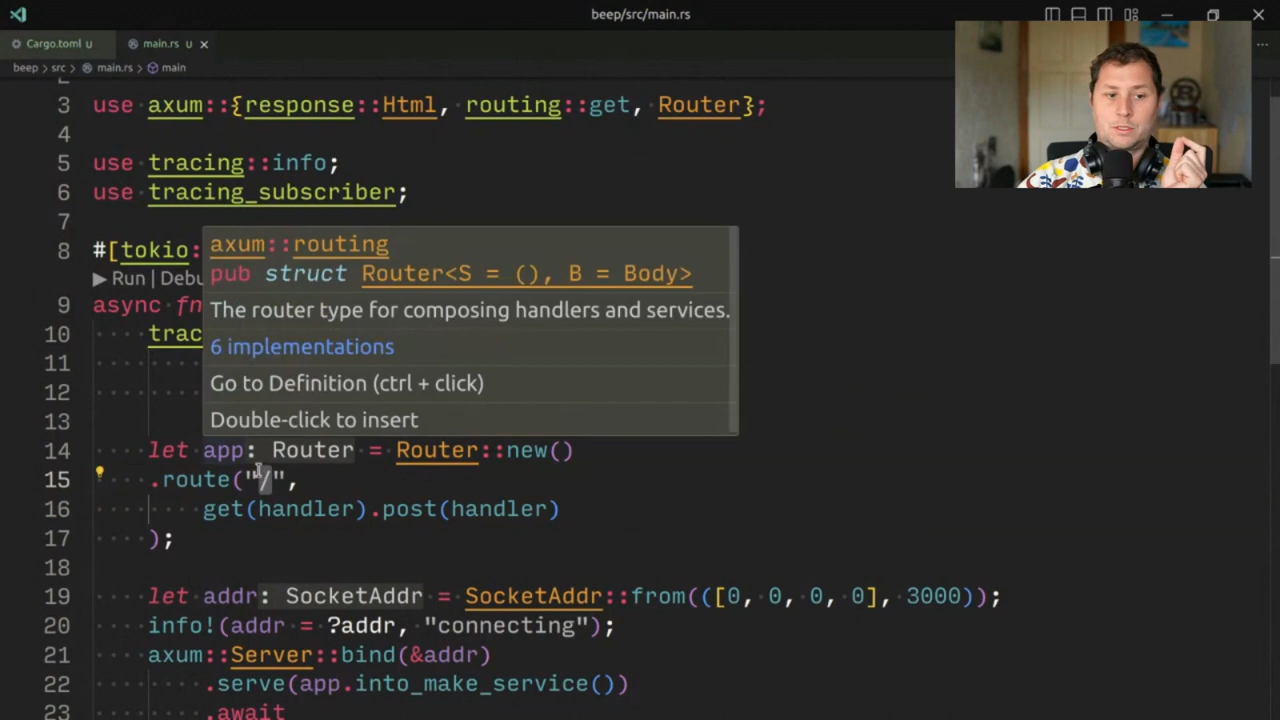 beep/src/main.rs
Cargo.toml U
main.rs U
beep > src > main.rs > main
2
3 use axum::{response::Html, routing::get, Router};
4
5 use tracing::info;
6 use tracing_subscriber;
7
axum::routing
8 #[tokio:
pub struct Router<S = (), B = Body>
▶ Run | Debu
9 async fn
The router type for composing handlers and services.
10 trac
6 implementations
11
12
Go to Definition (ctrl + click)
13
Double-click to insert
14 let app: Router = Router::new()
15 .route("/",
16 get(handler).post(handler)
17 );
18
19 let addr: SocketAddr = SocketAddr::from(([0, 0, 0, 0], 3000));
20 info!(addr = ?addr, "connecting");
21 axum::Server::bind(&addr)
22 .serve(app.into_make_service())
23 .await